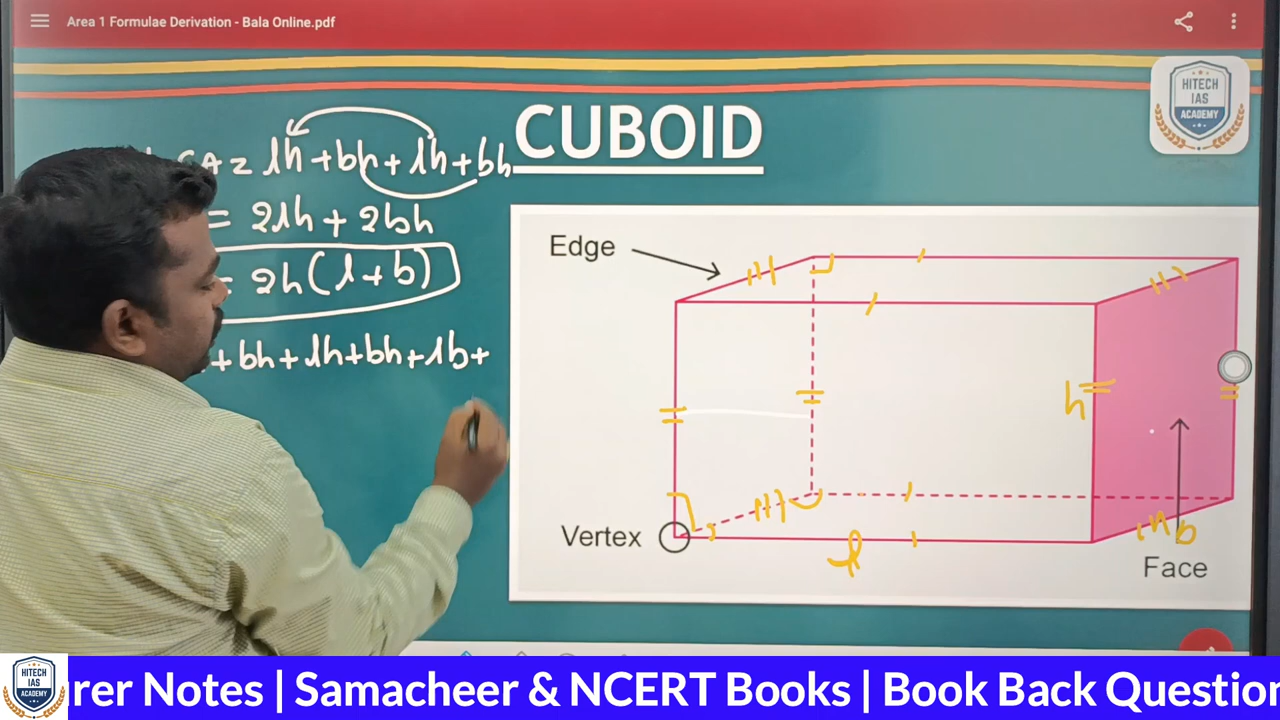 Area 1 Formulae Derivation - Bala Online.pdf
HITECH
IAS
ACADEMY
CUBOID
SA = lh + bh + lh + bh
= 2lh + 2bh
= 2h(l+b)
+ bh + lh + bh + lb +
Edge
h
Vertex
l
b
Face
HITECH
IAS
ACADEMY
rer Notes | Samacheer & NCERT Books | Book Back Question